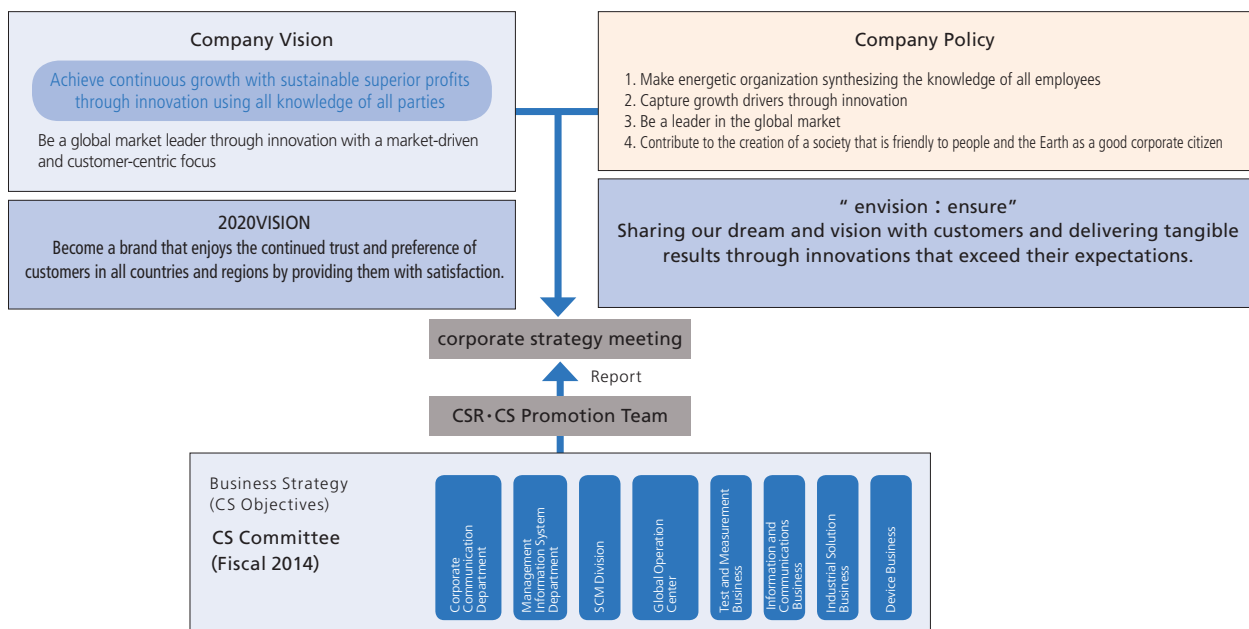 Company Vision
Achieve continuous growth with sustainable superior profits
through innovation using all knowledge of all parties
Be a global market leader through innovation with a market-driven
and customer-centric focus
2020VISION
Become a brand that enjoys the continued trust and preference of
customers in all countries and regions by providing them with satisfaction.
Company Policy
1. Make energetic organization synthesizing the knowledge of all employees
2. Capture growth drivers through innovation
3. Be a leader in the global market
4. Contribute to the creation of a society that is friendly to people and the Earth as a good corporate citizen
“ envision：ensure”
Sharing our dream and vision with customers and delivering tangible
results through innovations that exceed their expectations.
corporate strategy meeting
Report
CSR・CS Promotion Team
Business Strategy
(CS Objectives)
CS Committee
(Fiscal 2014)
Corporate
Communication
Department
Management
Information System
Department
SCM Division
Global Operation
Center
Test and Measurement
Business
Information and
Communications
Business
Industrial Solution
Business
Device Business